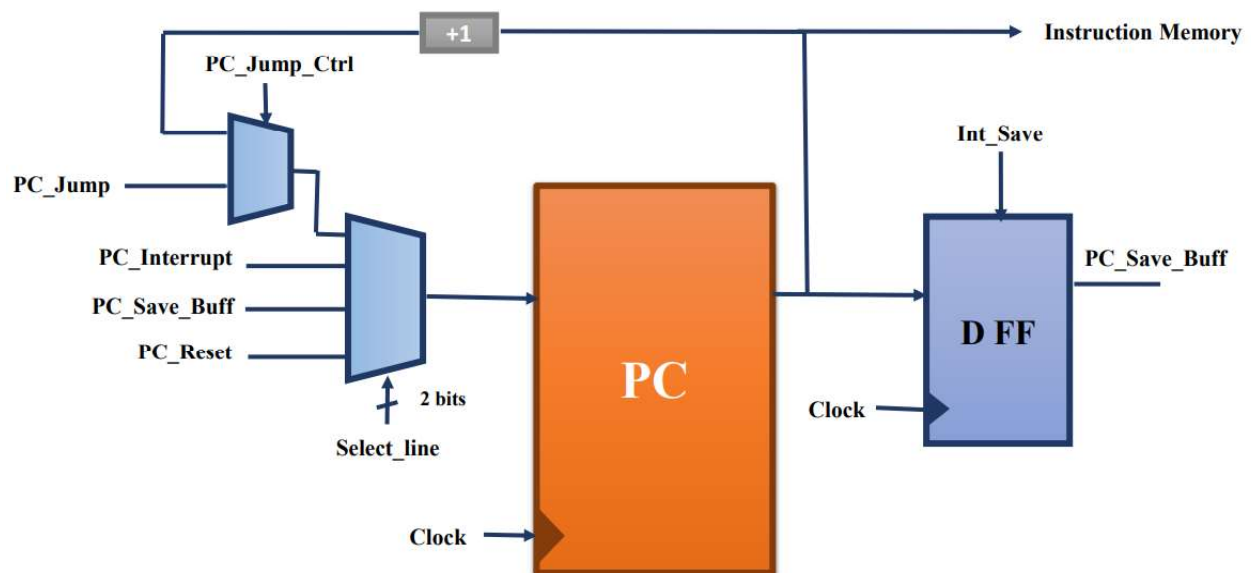 +1
Instruction Memory
PC_Jump_Ctrl
Int_Save
PC_Jump
PC_Interrupt
PC_Save_Buff
PC_Save_Buff
PC_Reset
D FF
PC
2 bits
Clock
Select_line
Clock